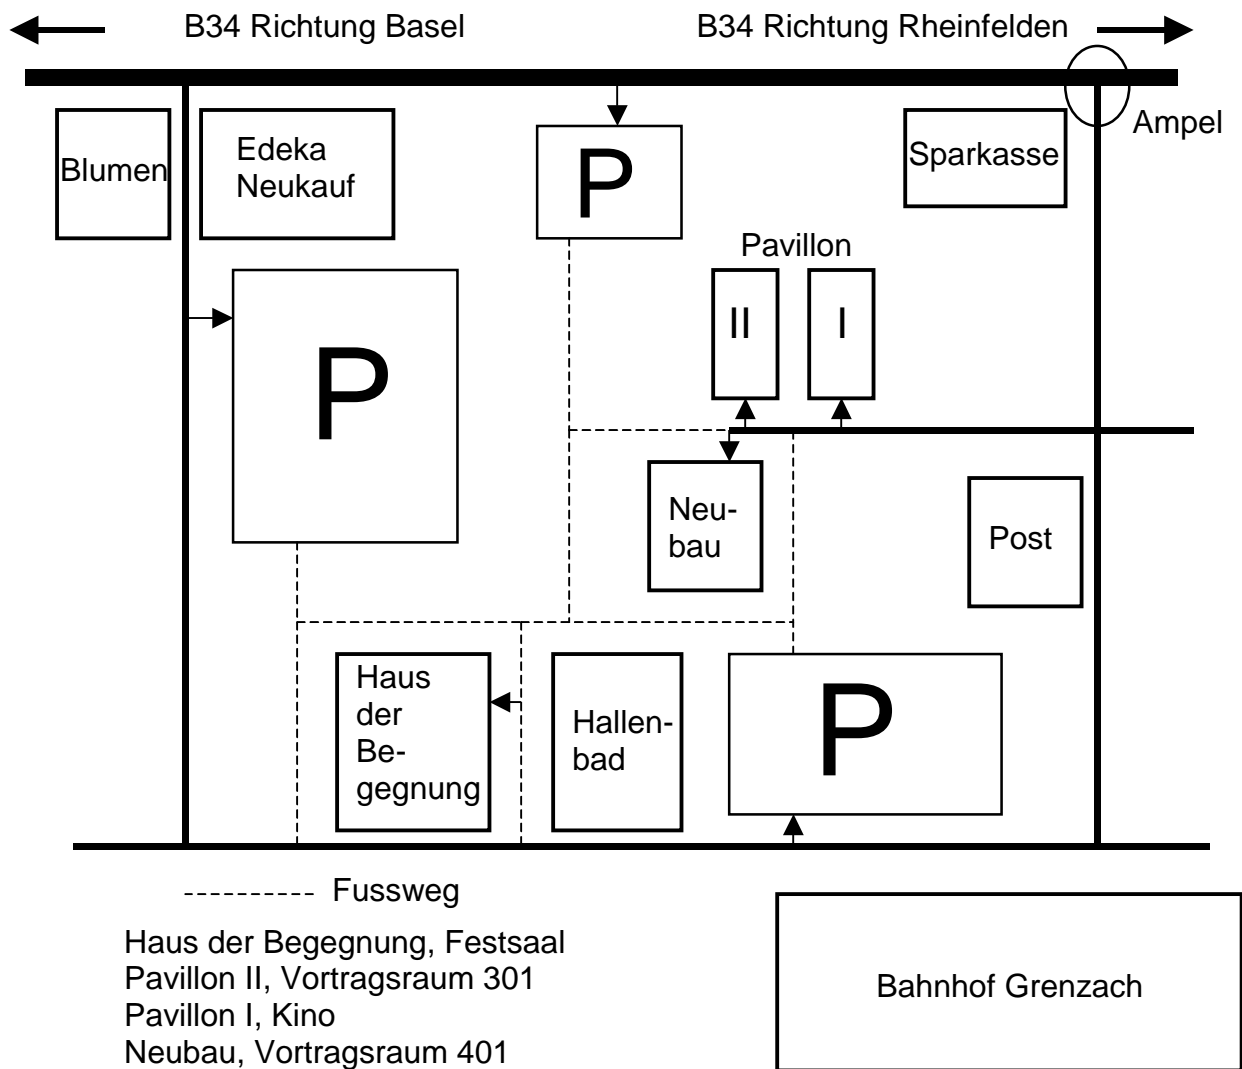 B34 Richtung Basel
B34 Richtung Rheinfelden
Ampel
Blumen
Edeka
Neukauf
P
Sparkasse
Pavillon
II
I
P
Neu-
bau
Post
Haus
der
Be-
gegnung
Hallen-
bad
P
Fussweg
Haus der Begegnung, Festsaal
Pavillon II, Vortragsraum 301
Pavillon I, Kino
Neubau, Vortragsraum 401
Bahnhof Grenzach